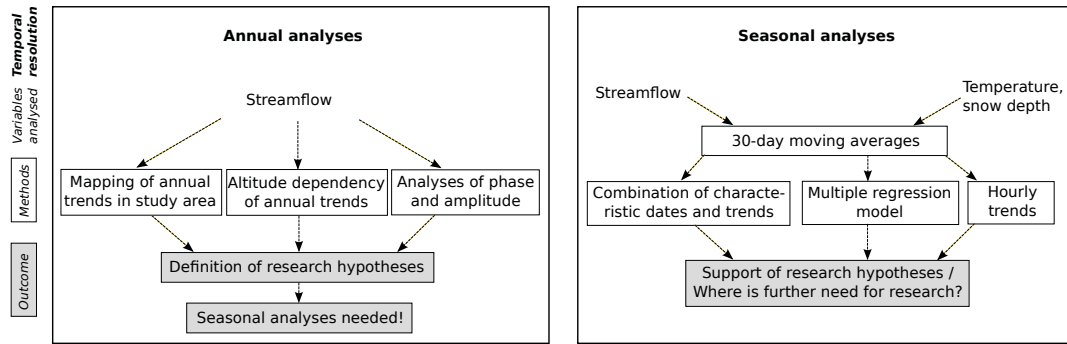 Temporal
resolution
Variables
analysed
Methods
Outcome
Annual analyses
Streamflow
Mapping of annual
trends in study area
Altitude dependency
of annual trends
Analyses of phase
and amplitude
Definition of research hypotheses
Seasonal analyses needed!
Seasonal analyses
Streamflow
Temperature,
snow depth
30-day moving averages
Combination of characte-
ristic dates and trends
Multiple regression
model
Hourly
trends
Support of research hypotheses /
Where is further need for research?